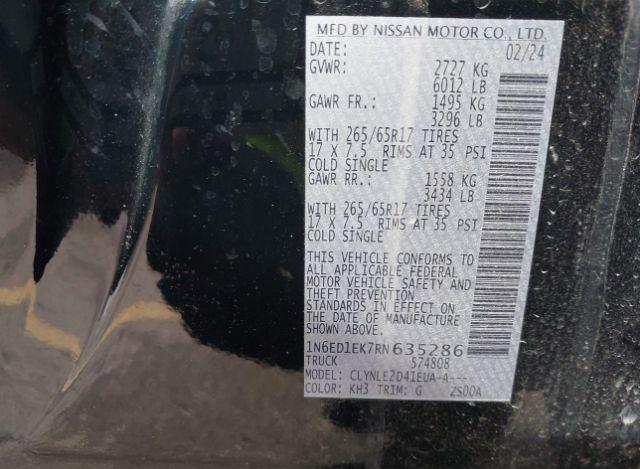 MFD BY NISSAN MOTOR CO., LTD.
DATE: 02/24
GVWR: 2727 KG
6012 LB
GAWR FR.: 1495 KG
3296 LB
WITH 265/65R17 TIRES
17 X 7.5 RIMS AT 35 PSI
COLD SINGLE
GAWR RR.: 1558 KG
3434 LB
WITH 265/65R17 TIRES
17 X 7.5 RIMS AT 35 PSI
COLD SINGLE
THIS VEHICLE CONFORMS TO
ALL APPLICABLE FEDERAL
MOTOR VEHICLE SAFETY AND
THEFT PREVENTION
STANDARDS IN EFFECT ON
THE DATE OF MANUFACTURE
SHOWN ABOVE.
1N6ED1EK7RN635286
TRUCK 574808
MODEL: CLYNLE2D41EUA-A---
COLOR: KH3 TRIM: G 2S00A